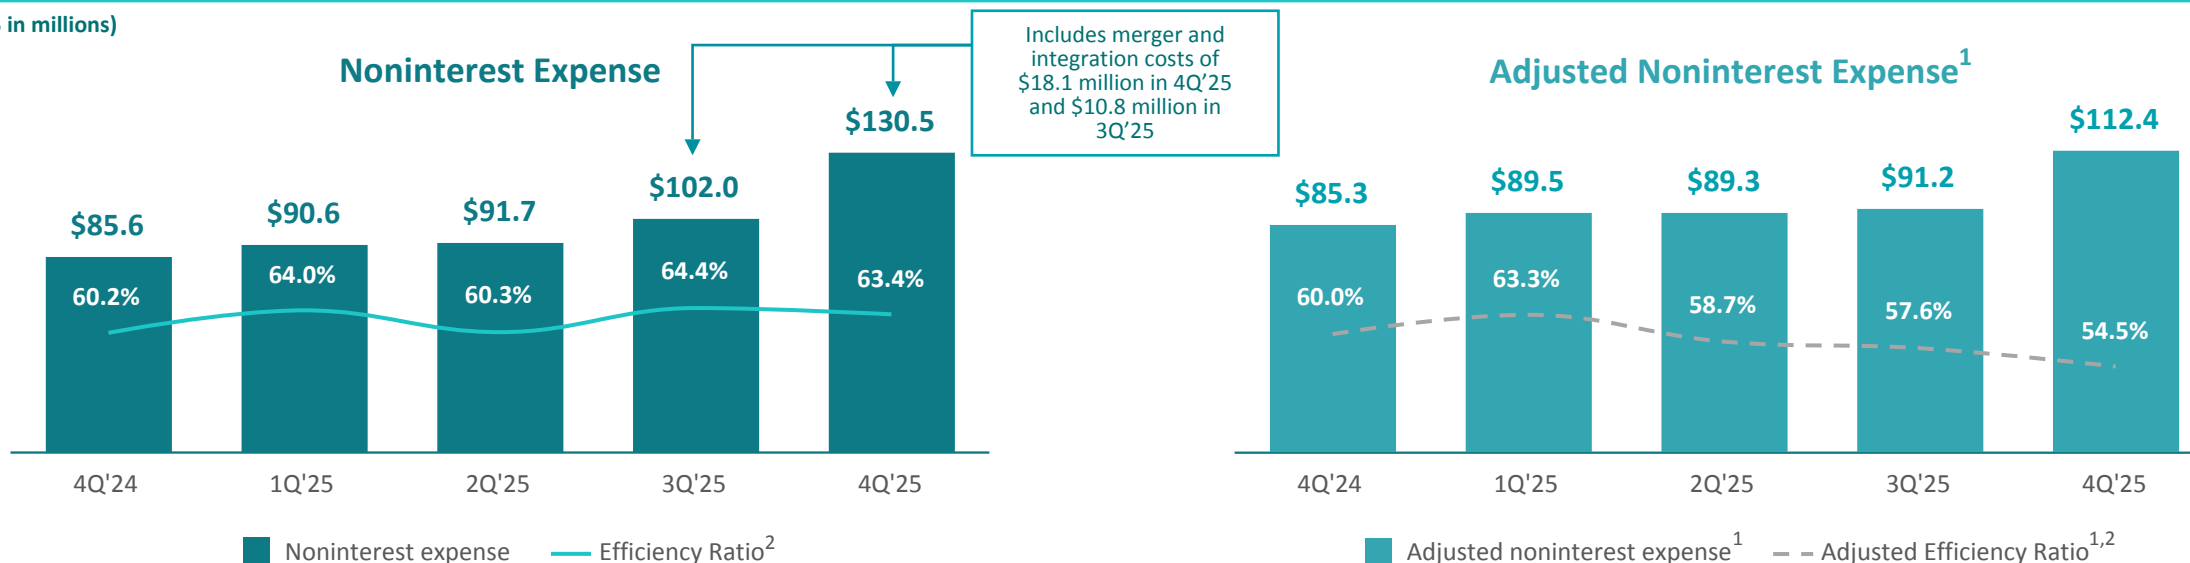 in millions)
Noninterest Expense
Includes merger and
integration costs of
$18.1 million in 4Q’25
and $10.8 million in
3Q’25
$85.6
$90.6
$91.7
$102.0
$130.5
60.2%
64.0%
60.3%
64.4%
63.4%
4Q'24
1Q'25
2Q'25
3Q'25
4Q'25
Noninterest expense
Efficiency Ratio2
Adjusted Noninterest Expense1
$85.3
$89.5
$89.3
$91.2
$112.4
60.0%
63.3%
58.7%
57.6%
54.5%
4Q'24
1Q'25
2Q'25
3Q'25
4Q'25
Adjusted noninterest expense1
Adjusted Efficiency Ratio1,2